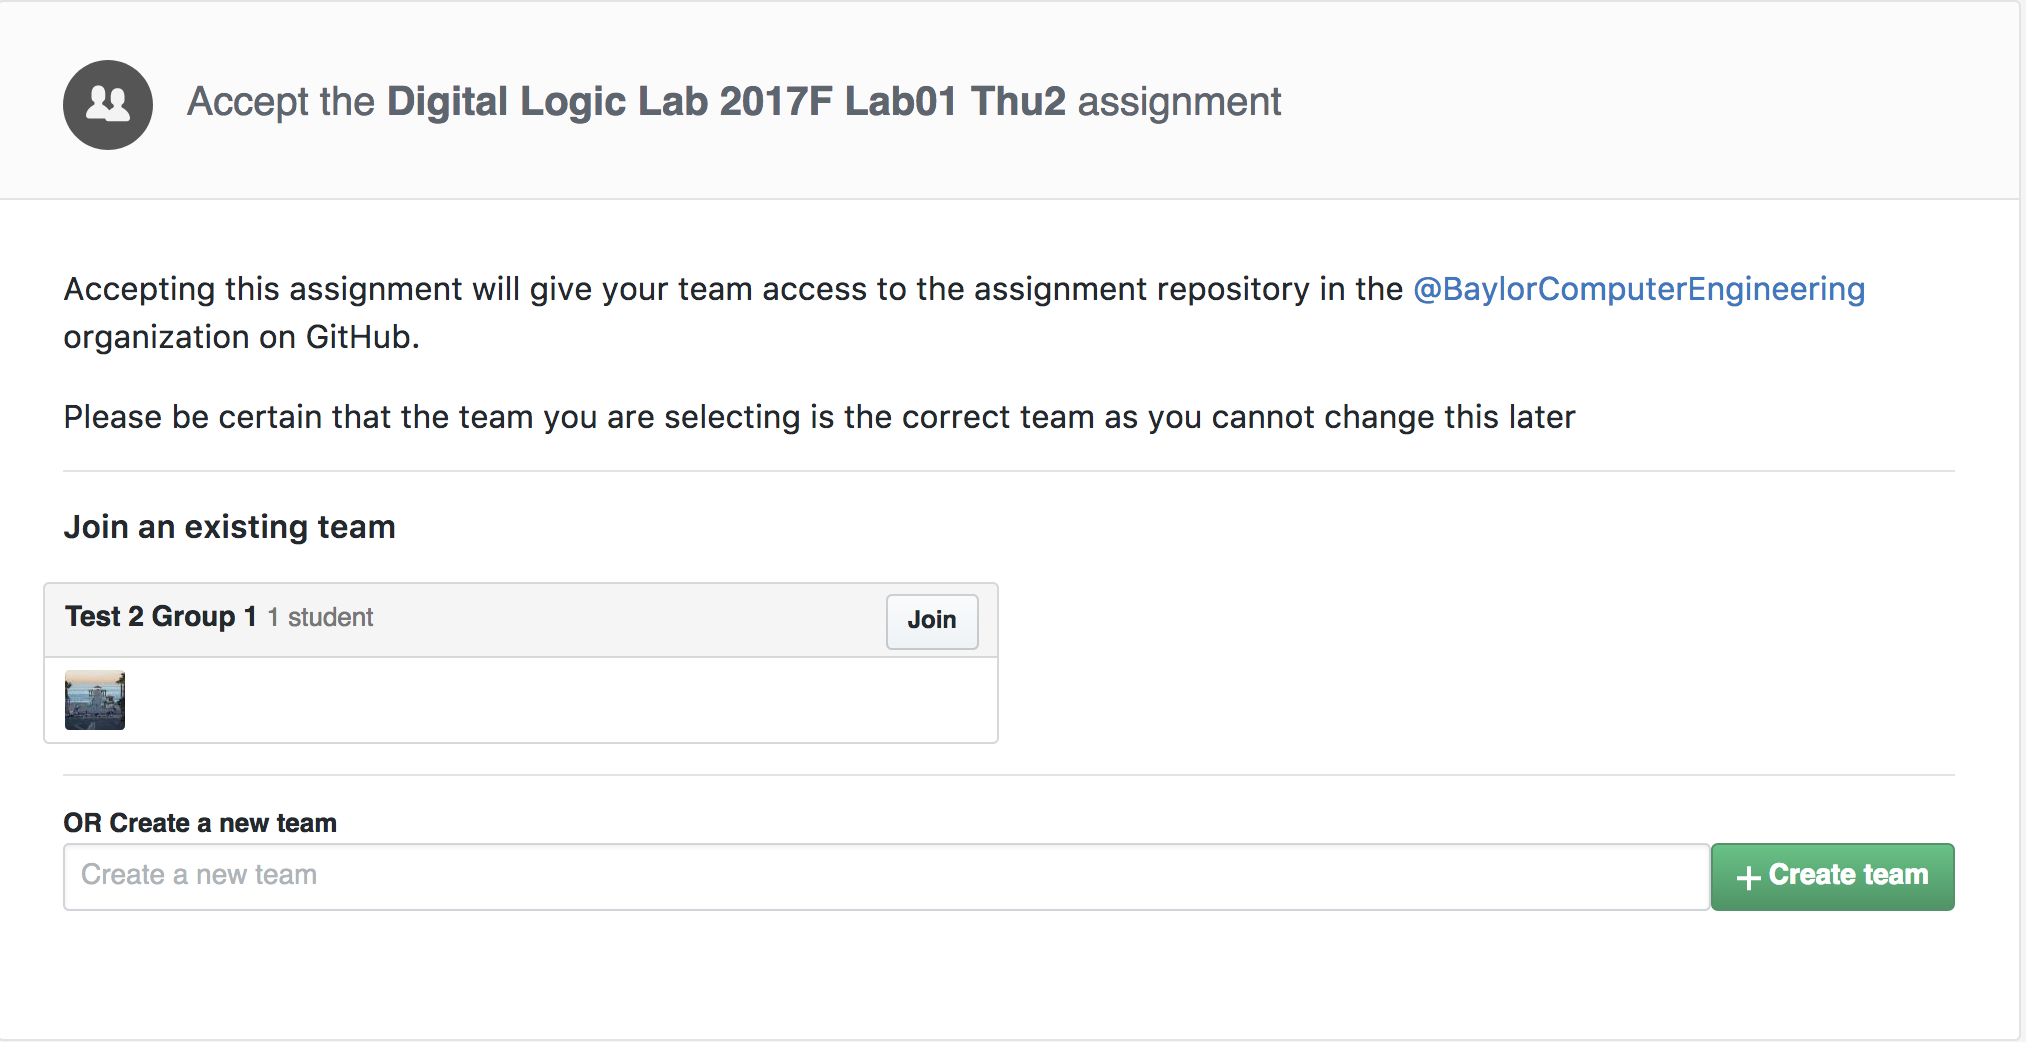 Accept the Digital Logic Lab 2017F Lab01 Thu2 assignment
Accepting this assignment will give your team access to the assignment repository in the @BaylorComputerEngineering
organization on GitHub.
Please be certain that the team you are selecting is the correct team as you cannot change this later
Join an existing team
Test 2 Group 1 1 student
Join
OR Create a new team
Create a new team
Create team